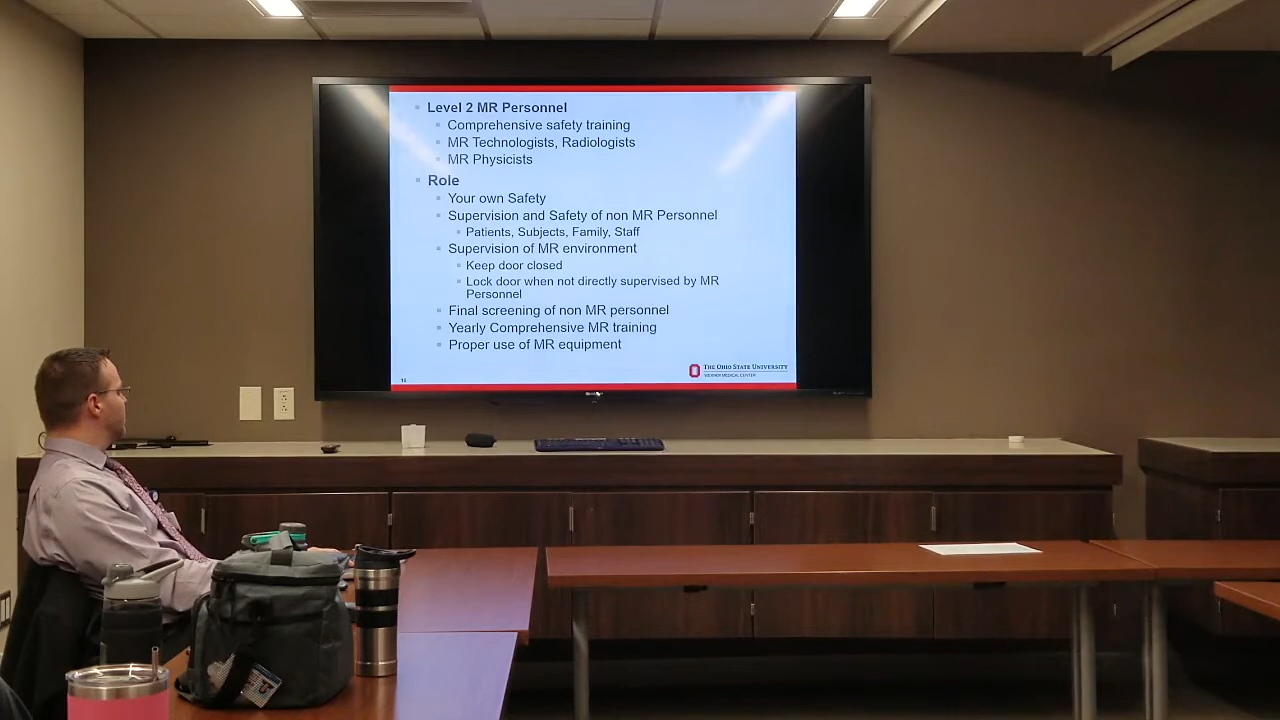 Level 2 MR Personnel
Comprehensive safety training
MR Technologists, Radiologists
MR Physicists
Role
Your own Safety
Supervision and Safety of non MR Personnel
Patients, Subjects, Family, Staff
Supervision of MR environment
Keep door closed
Lock door when not directly supervised by MR
Personnel
Final screening of non MR personnel
Yearly Comprehensive MR training
Proper use of MR equipment
THE OHIO STATE UNIVERSITY
WEXNER MEDICAL CENTER